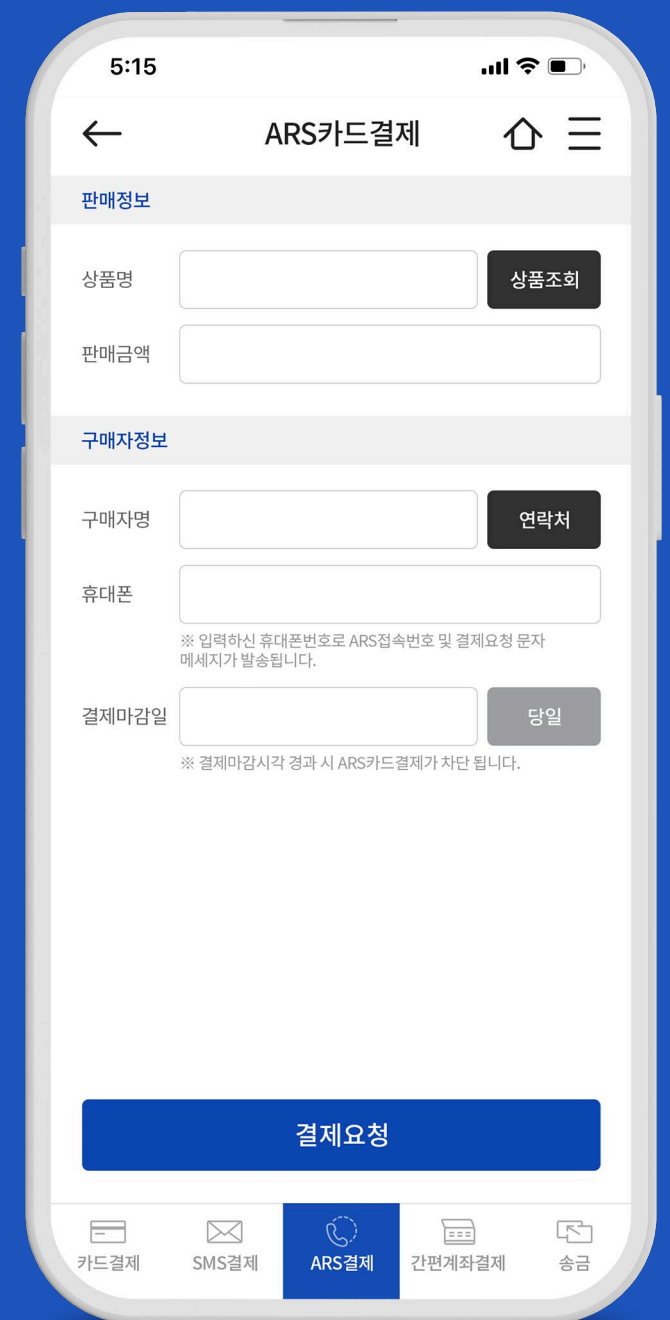 5:15
ARS카드결제
판매정보
상품명
상품조회
판매금액
구매자정보
구매자명
연락처
휴대폰
※ 입력하신 휴대폰번호로 ARS접속번호 및 결제요청 문자
메세지가 발송됩니다.
결제마감일
당일
※ 결제마감시각 경과 시 ARS카드결제가 차단 됩니다.
결제요청
카드결제 SMS결제 ARS결제 간편계좌결제 송금